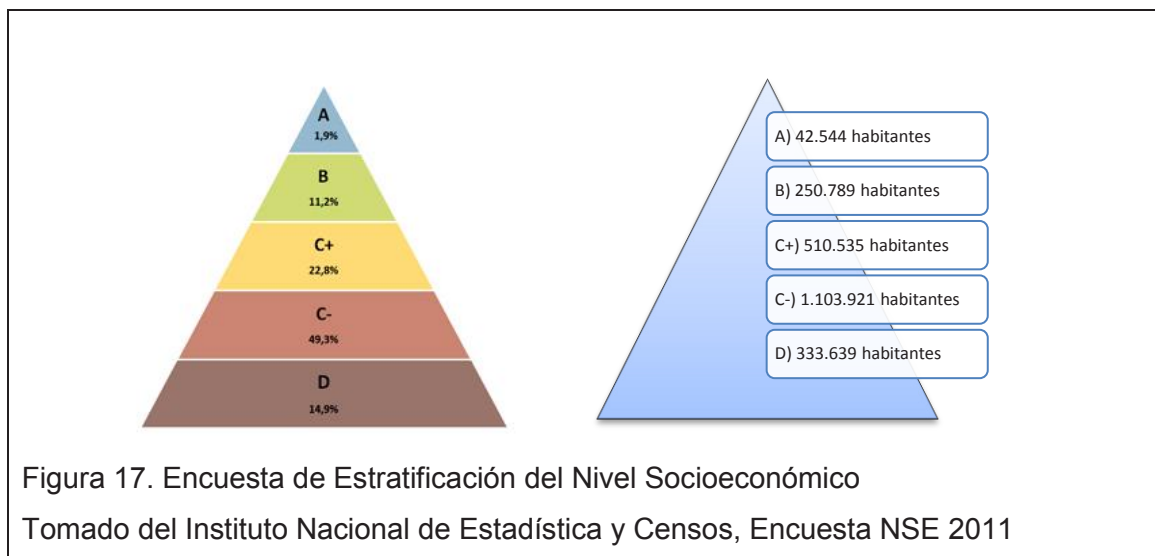 A
1,9%
B
11,2%
C+
22,8%
C-
49,3%
D
14,9%
A) 42.544 habitantes
B) 250.789 habitantes
C+) 510.535 habitantes
C-) 1.103.921 habitantes
D) 333.639 habitantes
Figura 17. Encuesta de Estratificación del Nivel Socioeconómico
Tomado del Instituto Nacional de Estadística y Censos, Encuesta NSE 2011